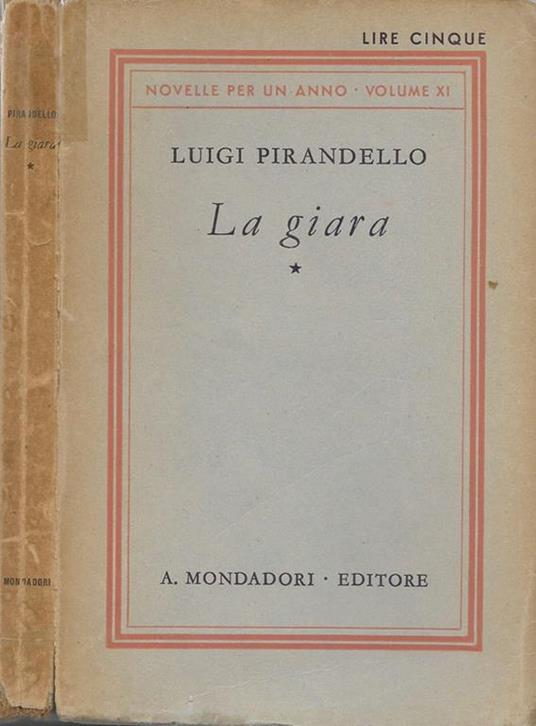 LIRE CINQUE
NOVELLE PER UN ANNO · VOLUME XI
LUIGI PIRANDELLO
La giara
★
A. MONDADORI · EDITORE
PIRANDELLO
La giara
★
MONDADORI